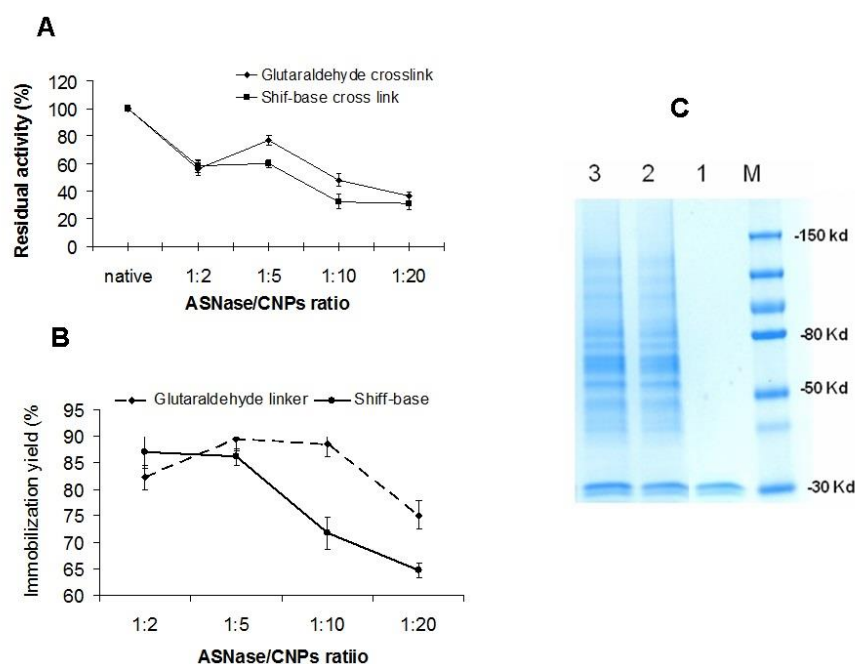 A
Residual activity (%)
120
100
80
60
40
20
0
Glutaraldehyde crosslink
Shif-base cross link
native 1:2 1:5 1:10 1:20
ASNase/CNPs ratio
B
Immobilization yield (%
95
90
85
80
75
70
65
60
Glutaraldehyde linker Shiff-base
1:2 1:5 1:10 1:20
ASNase/CNPs ratiio
C
3 2 1 M
-150 kd
-80 Kd
-50 Kd
-30 Kd